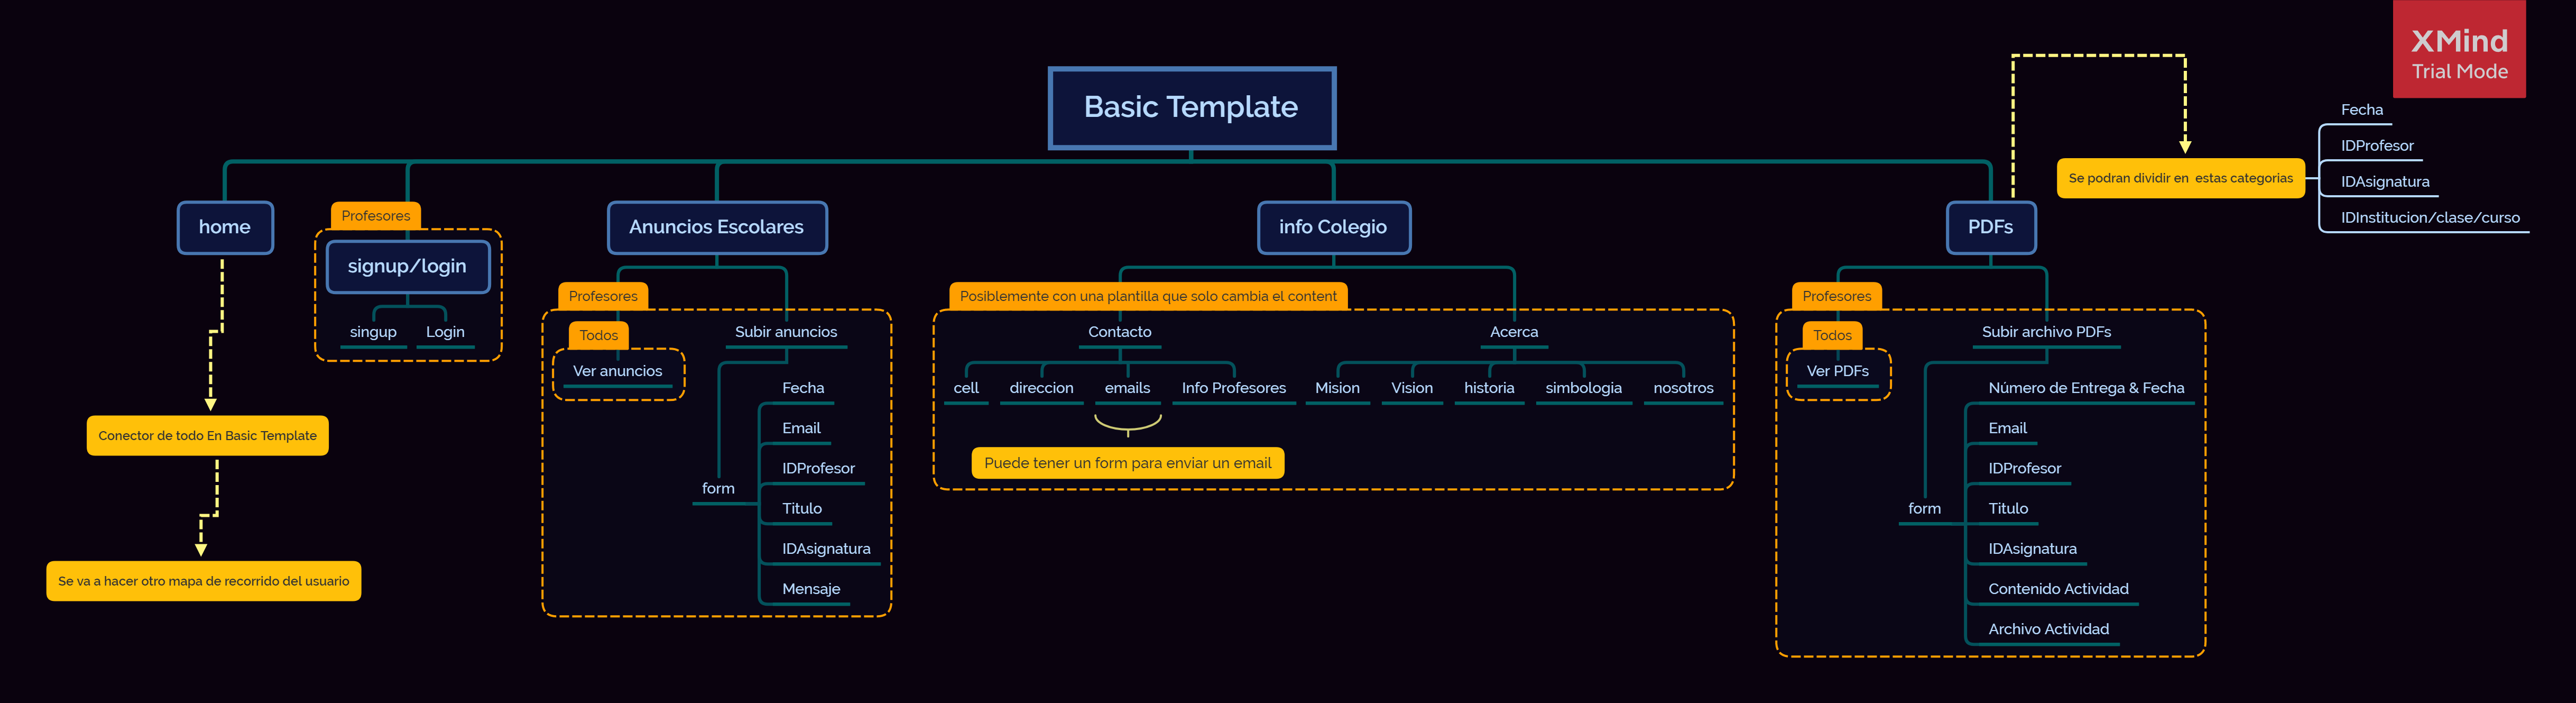 XMind
Trial Mode
Basic Template
home
Conector de todo En Basic Template
Se va a hacer otro mapa de recorrido del usuario
Profesores
signup/login
singup
Login
Anuncios Escolares
Profesores
Todos
Ver anuncios
Subir anuncios
form
Fecha
Email
IDProfesor
Titulo
IDAsignatura
Mensaje
info Colegio
Posiblemente con una plantilla que solo cambia el content
Contacto
cell
direccion
emails
Info Profesores
Puede tener un form para enviar un email
Acerca
Mision
Vision
historia
simbologia
nosotros
PDFs
Profesores
Todos
Ver PDFs
Subir archivo PDFs
form
Número de Entrega & Fecha
Email
IDProfesor
Titulo
IDAsignatura
Contenido Actividad
Archivo Actividad
Se podran dividir en estas categorias
Fecha
IDProfesor
IDAsignatura
IDInstitucion/clase/curso